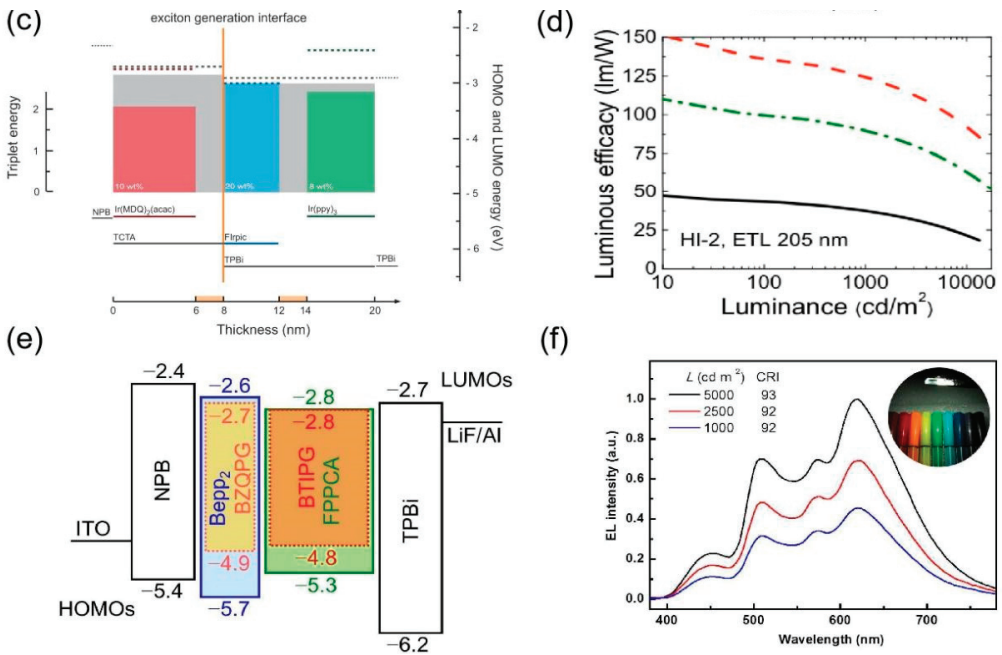 (c)
exciton generation interface
Triplet energy
2
1
0
10 wt%
20 wt%
8 wt%
- 2
- 3
- 4
- 5
- 6
HOMO and LUMO energy (eV)
NPB
Ir(MDQ)2(acac)
Ir(ppy)3
TCTA
FIrpic
TPBi
TPBi
0
6
8
12
14
20
Thickness (nm)
(d)
Luminous efficacy (lm/W)
150
125
100
75
50
25
0
HI-2, ETL 205 nm
10
100
1000
10000
Luminance (cd/m2)
(e)
−2.4
−2.6
−2.8
−2.7
LUMOs
−2.7
−2.8
LiF/Al
NPB
Bepp2
BZQPG
BTIPG
FPPCA
TPBi
ITO
−4.9
−4.8
−5.4
−5.3
HOMOs
−5.7
−6.2
(f)
L (cd m-2) CRI
5000 93
2500 92
1000 92
EL intensity (a.u.)
1.0
0.8
0.6
0.4
0.2
0.0
400
500
600
700
Wavelength (nm)